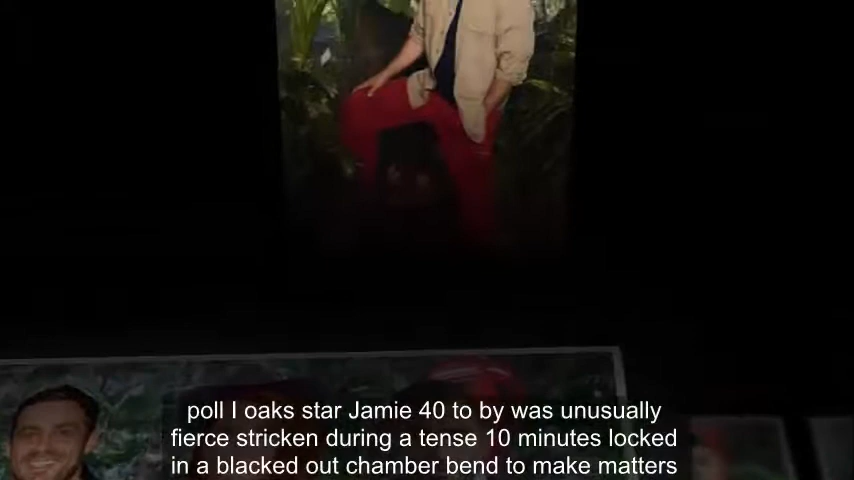 poll I oaks star Jamie 40 to by was unusually
fierce stricken during a tense 10 minutes locked
in a blacked out chamber bend to make matters